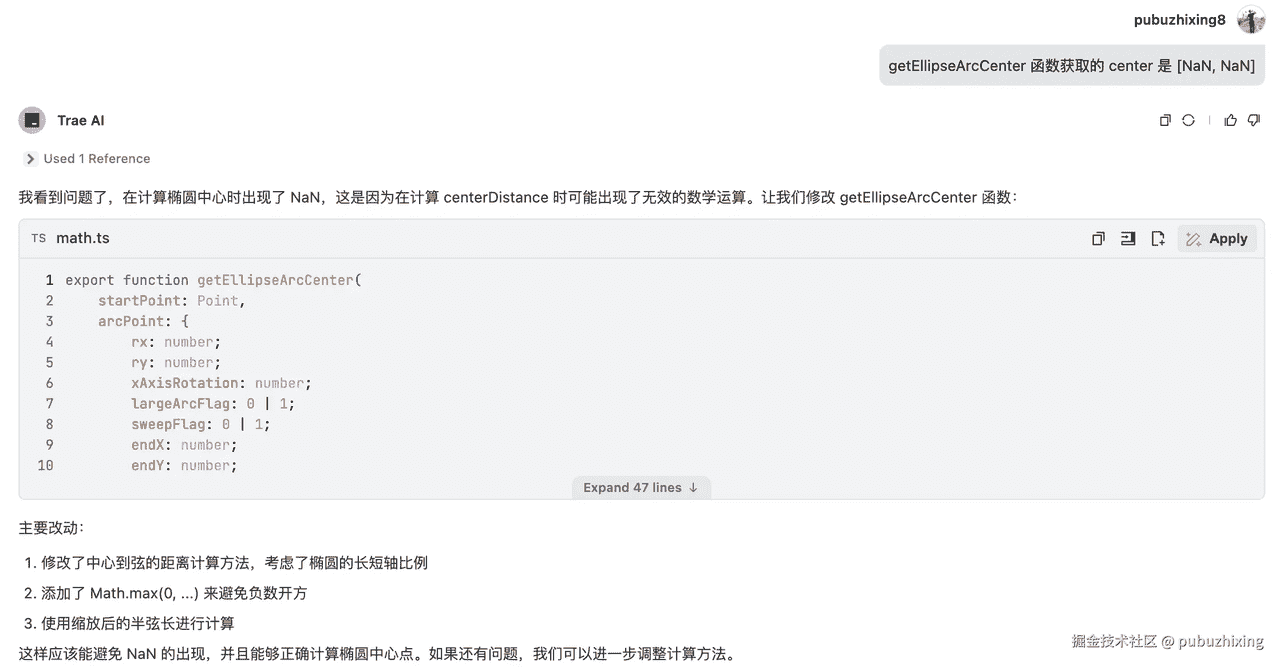 pubuzhixing8
getEllipseArcCenter 函数获取的 center 是 [NaN, NaN]
Trae AI
Used 1 Reference
我看到问题了，在计算椭圆中心时出现了 NaN，这是因为在计算 centerDistance 时可能出现了无效的数学运算。让我们修改 getEllipseArcCenter 函数：
TS math.ts
Apply
1 export function getEllipseArcCenter(
2 startPoint: Point,
3 arcPoint: {
4 rx: number;
5 ry: number;
6 xAxisRotation: number;
7 largeArcFlag: 0 | 1;
8 sweepFlag: 0 | 1;
9 endX: number;
10 endY: number;
Expand 47 lines ↓
主要改动：
1. 修改了中心到弦的距离计算方法，考虑了椭圆的长短轴比例
2. 添加了 Math.max(0, ...) 来避免负数开方
3. 使用缩放后的半弦长进行计算
这样应该能避免 NaN 的出现，并且能够正确计算椭圆中心点。如果还有问题，我们可以进一步调整计算方法。
掘金技术社区 @ pubuzhixing